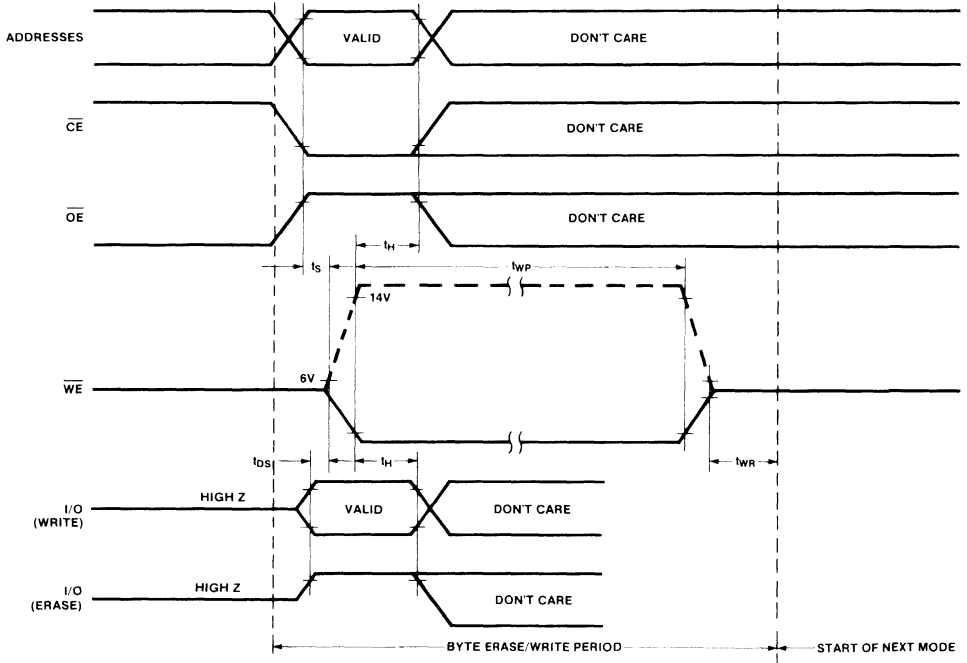 ADDRESSES
VALID
DON'T CARE
CE
DON'T CARE
OE
DON'T CARE
tH
tS
tWP
14V
6V
WE
tDS
tH
tWR
HIGH Z
I/O
(WRITE)
VALID
DON'T CARE
HIGH Z
I/O
(ERASE)
DON'T CARE
BYTE ERASE/WRITE PERIOD
START OF NEXT MODE